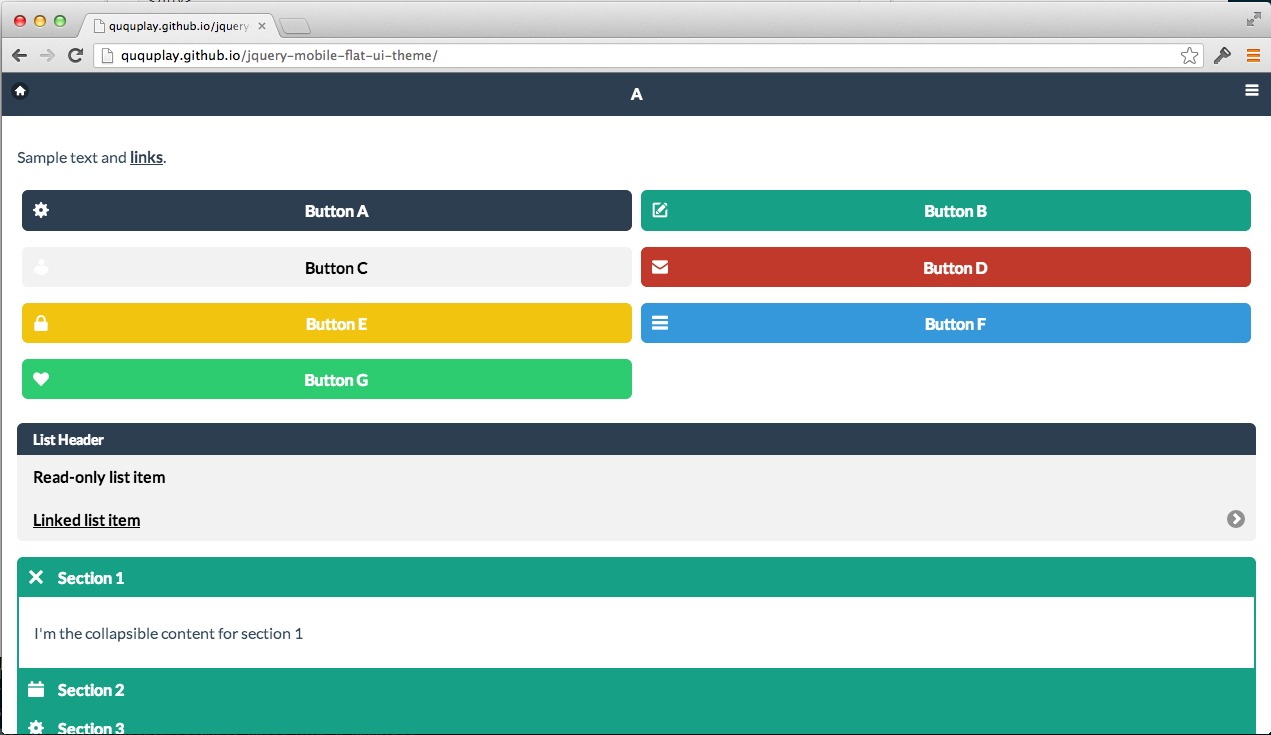 ququplay.github.io/jquery
ququplay.github.io/jquery-mobile-flat-ui-theme/
A
Sample text and links.
Button A
Button B
Button C
Button D
Button E
Button F
Button G
List Header
Read-only list item
Linked list item
Section 1
I'm the collapsible content for section 1
Section 2
Section 3